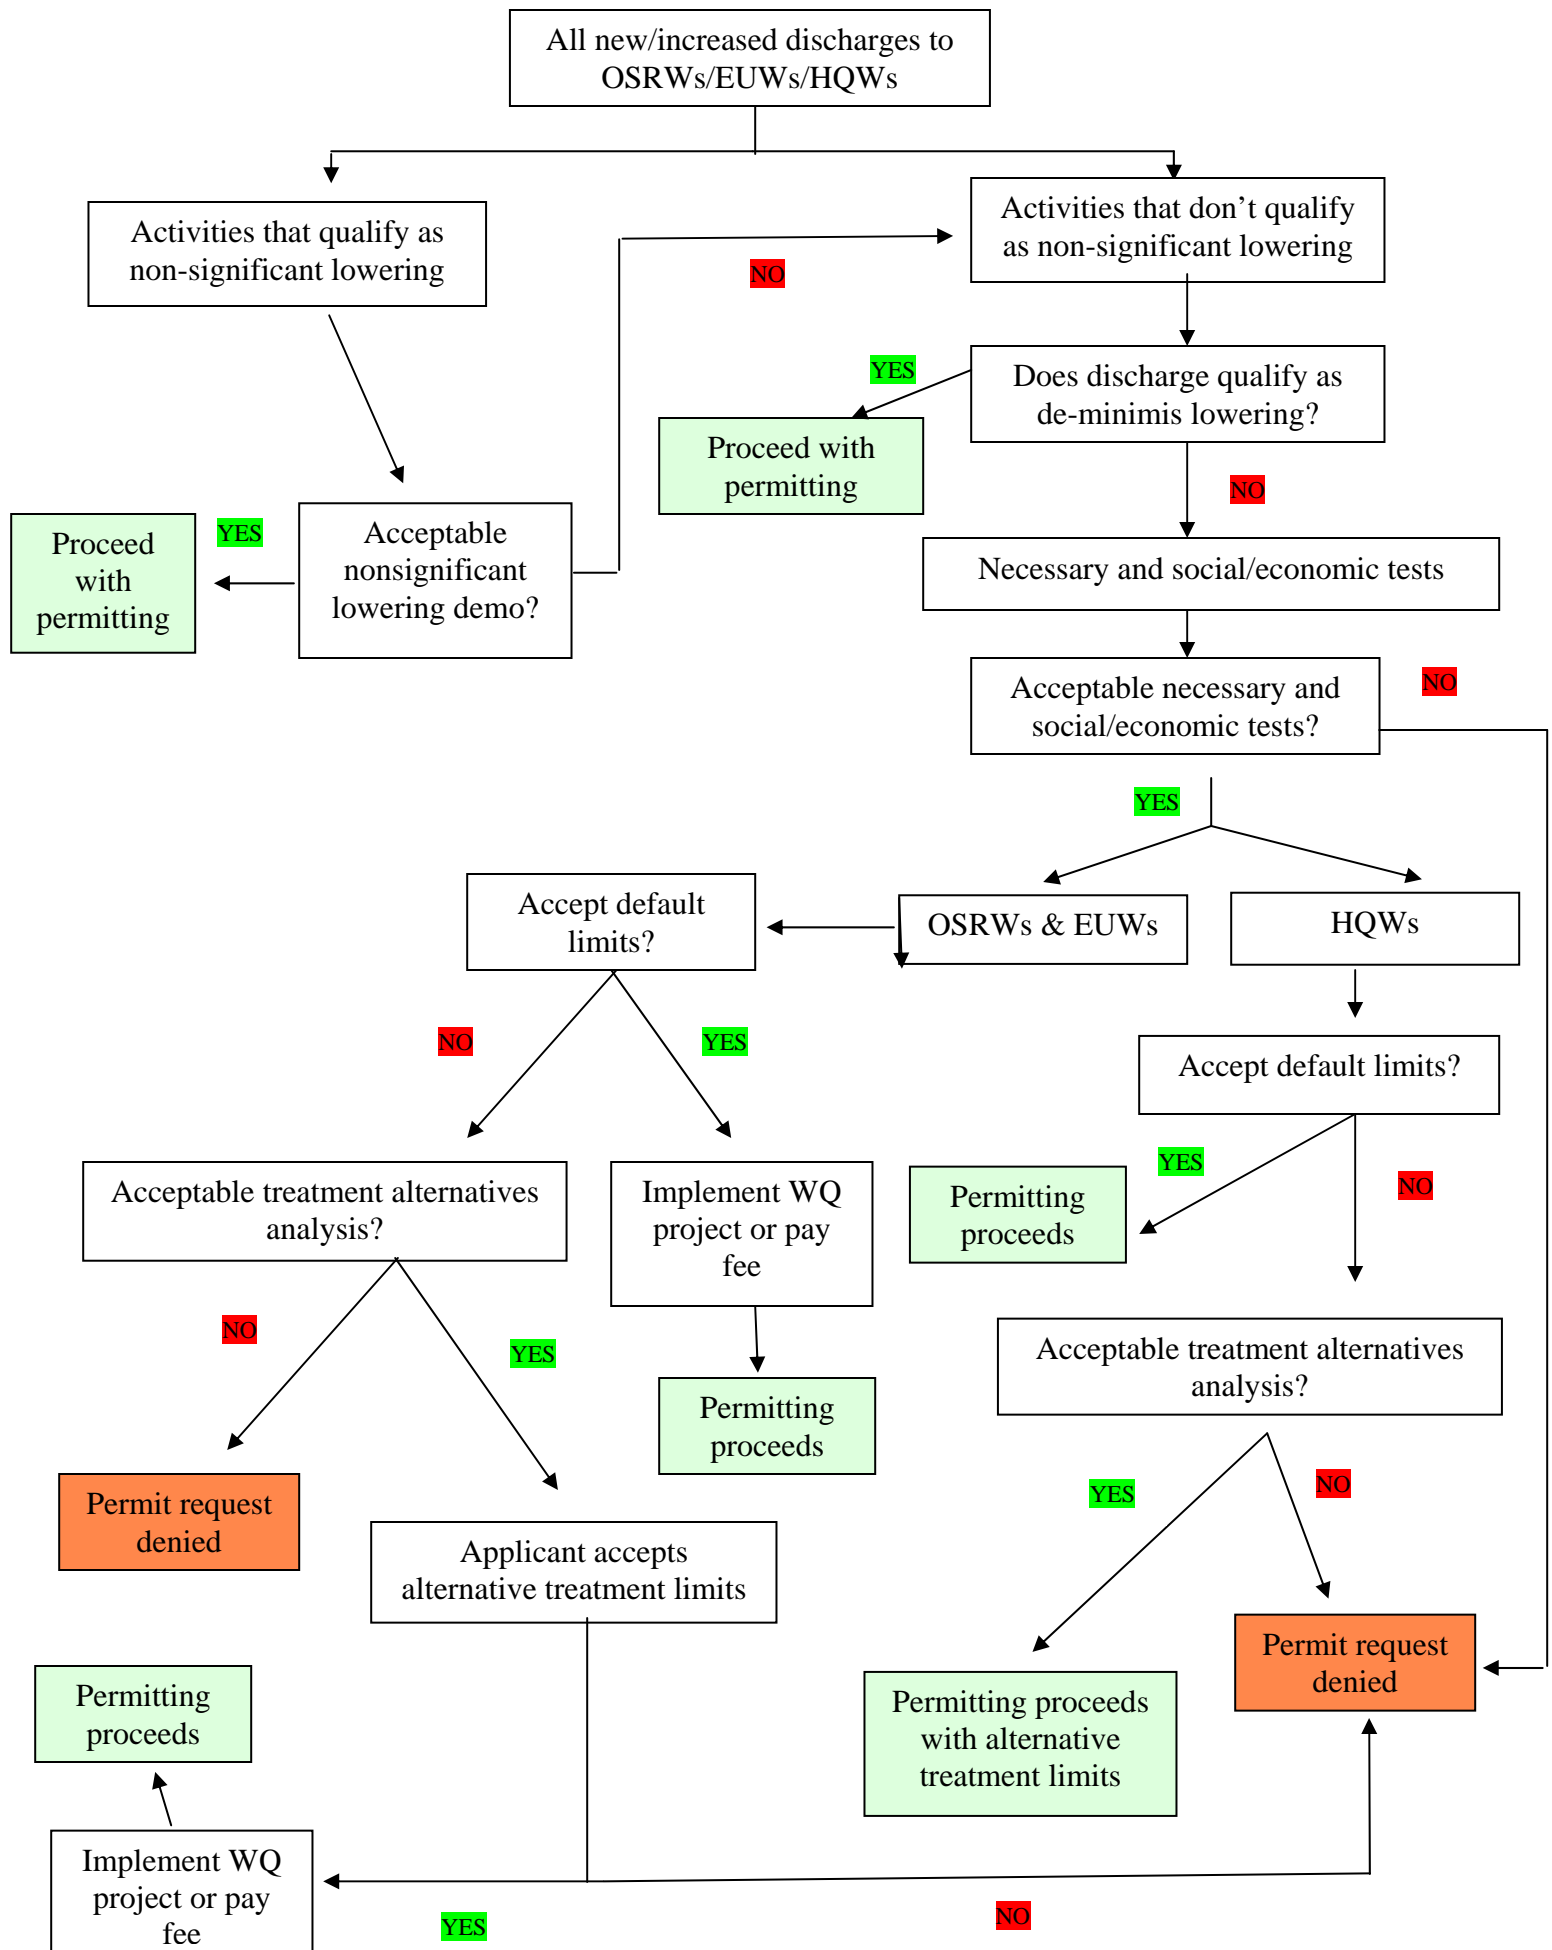 All new/increased discharges to
OSRWs/EUWs/HQWs
Activities that qualify as
non-significant lowering
Activities that don’t qualify
as non-significant lowering
NO
Does discharge qualify as
de-minimis lowering?
YES
Proceed with
permitting
NO
Proceed
with
permitting
YES
Acceptable
nonsignificant
lowering demo?
Necessary and social/economic tests
Acceptable necessary and
social/economic tests?
NO
YES
Accept default
limits?
OSRWs & EUWs
HQWs
NO
YES
Accept default limits?
Acceptable treatment alternatives
analysis?
Implement WQ
project or pay
fee
Permitting
proceeds
YES
NO
NO
YES
Permitting
proceeds
Acceptable treatment alternatives
analysis?
Permit request
denied
YES
NO
Applicant accepts
alternative treatment limits
Permitting
proceeds
Permitting proceeds
with alternative
treatment limits
Permit request
denied
Implement WQ
project or pay
fee
YES
NO